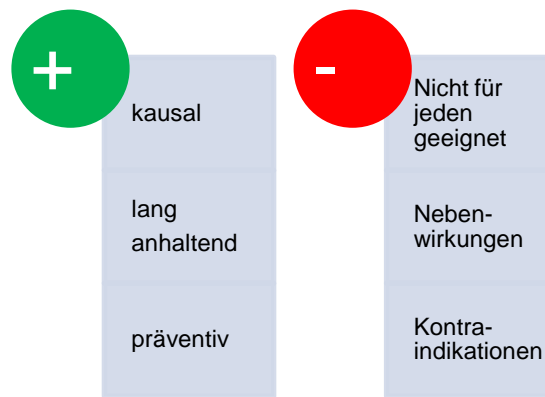 +
kausal
lang
anhaltend
präventiv
-
Nicht für
jeden
geeignet
Neben-
wirkungen
Kontra-
indikationen